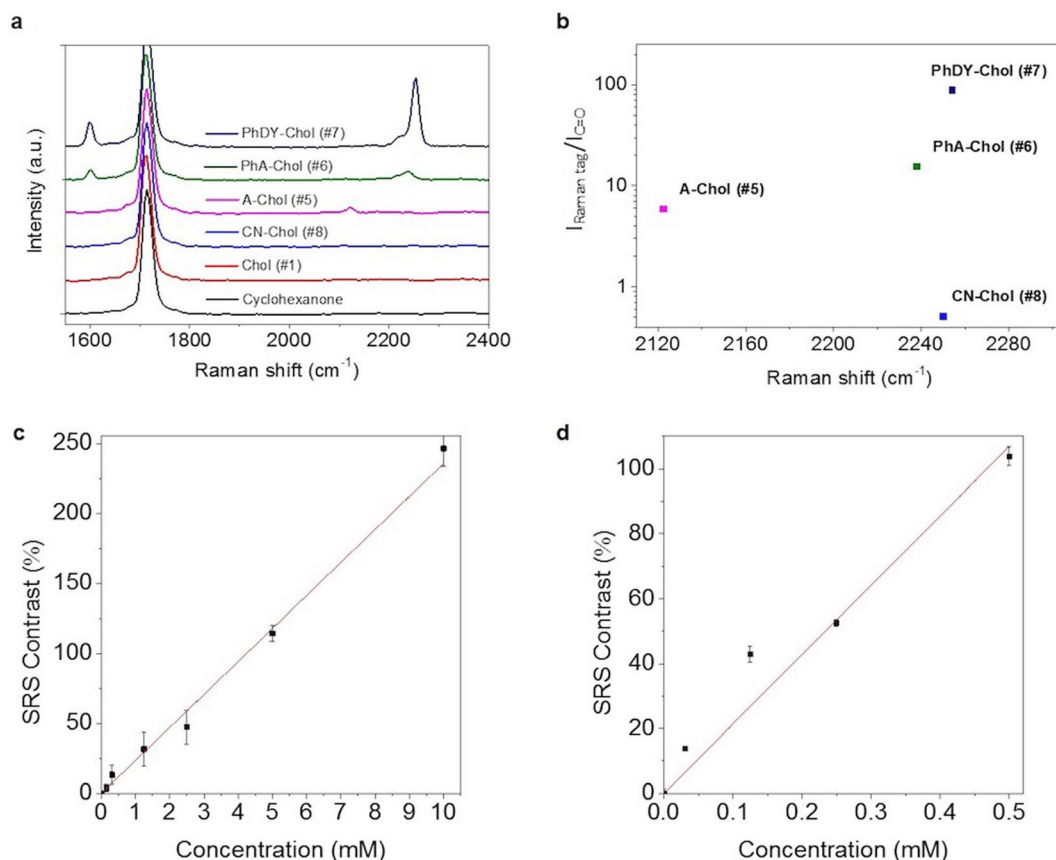 a
Intensity (a.u.)
PhDY-Chol (#7)
PhA-Chol (#6)
A-Chol (#5)
CN-Chol (#8)
Chol (#1)
Cyclohexanone
1600 1800 2000 2200 2400
Raman shift (cm-1)
b
I Raman tag/I C=O
100
10
1
PhDY-Chol (#7)
PhA-Chol (#6)
A-Chol (#5)
CN-Chol (#8)
2120 2160 2200 2240 2280
Raman shift (cm-1)
c
SRS Contrast (%)
250
200
150
100
50
0
0 1 2 3 4 5 6 7 8 9 10
Concentration (mM)
d
SRS Contrast (%)
100
80
60
40
20
0
0.0 0.1 0.2 0.3 0.4 0.5
Concentration (mM)